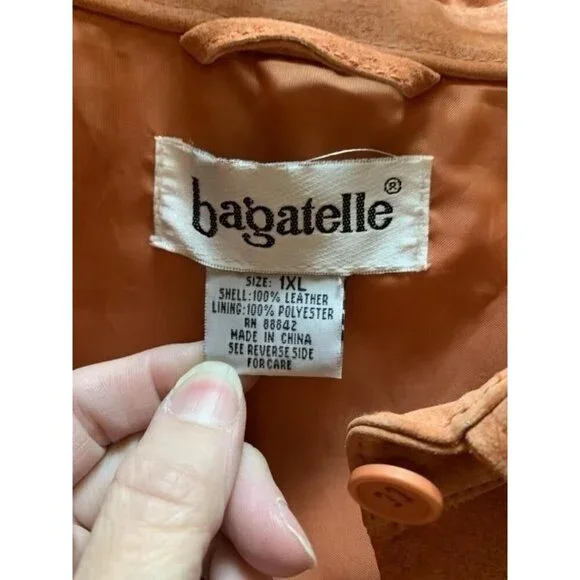 bagatelle®
SIZE: 1XL
SHELL:100% LEATHER
LINING:100% POLYESTER
RN 88842
MADE IN CHINA
SEE REVERSE SIDE
FOR CARE